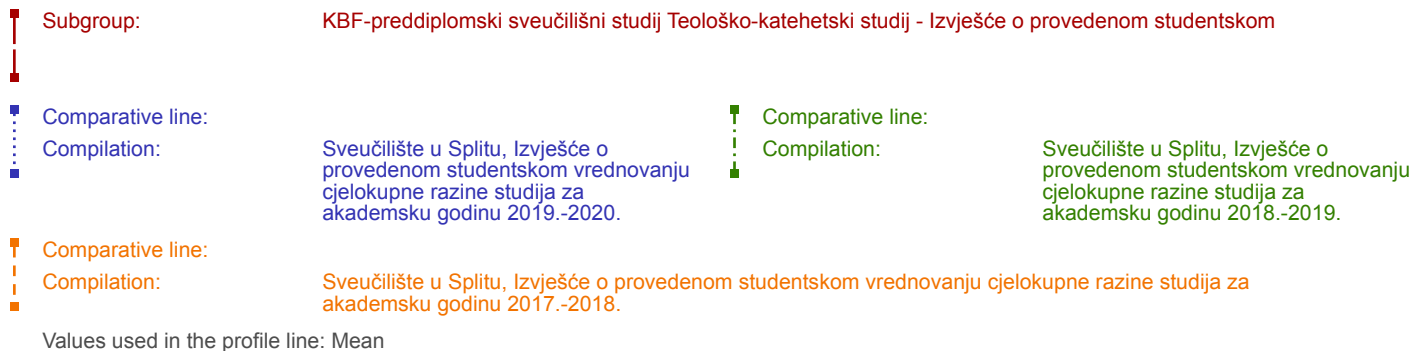 Subgroup: KBF-preddiplomski sveučilišni studij Teološko-katehetski studij - Izvješće o provedenom studentskom
Comparative line:
Compilation: Sveučilište u Splitu, Izvješće o
provedenom studentskom vrednovanju
cjelokupne razine studija za
akademsku godinu 2019.-2020.
Comparative line:
Compilation: Sveučilište u Splitu, Izvješće o
provedenom studentskom vrednovanju
cjelokupne razine studija za
akademsku godinu 2018.-2019.
Comparative line:
Compilation: Sveučilište u Splitu, Izvješće o provedenom studentskom vrednovanju cjelokupne razine studija za
akademsku godinu 2017.-2018.
Values used in the profile line: Mean